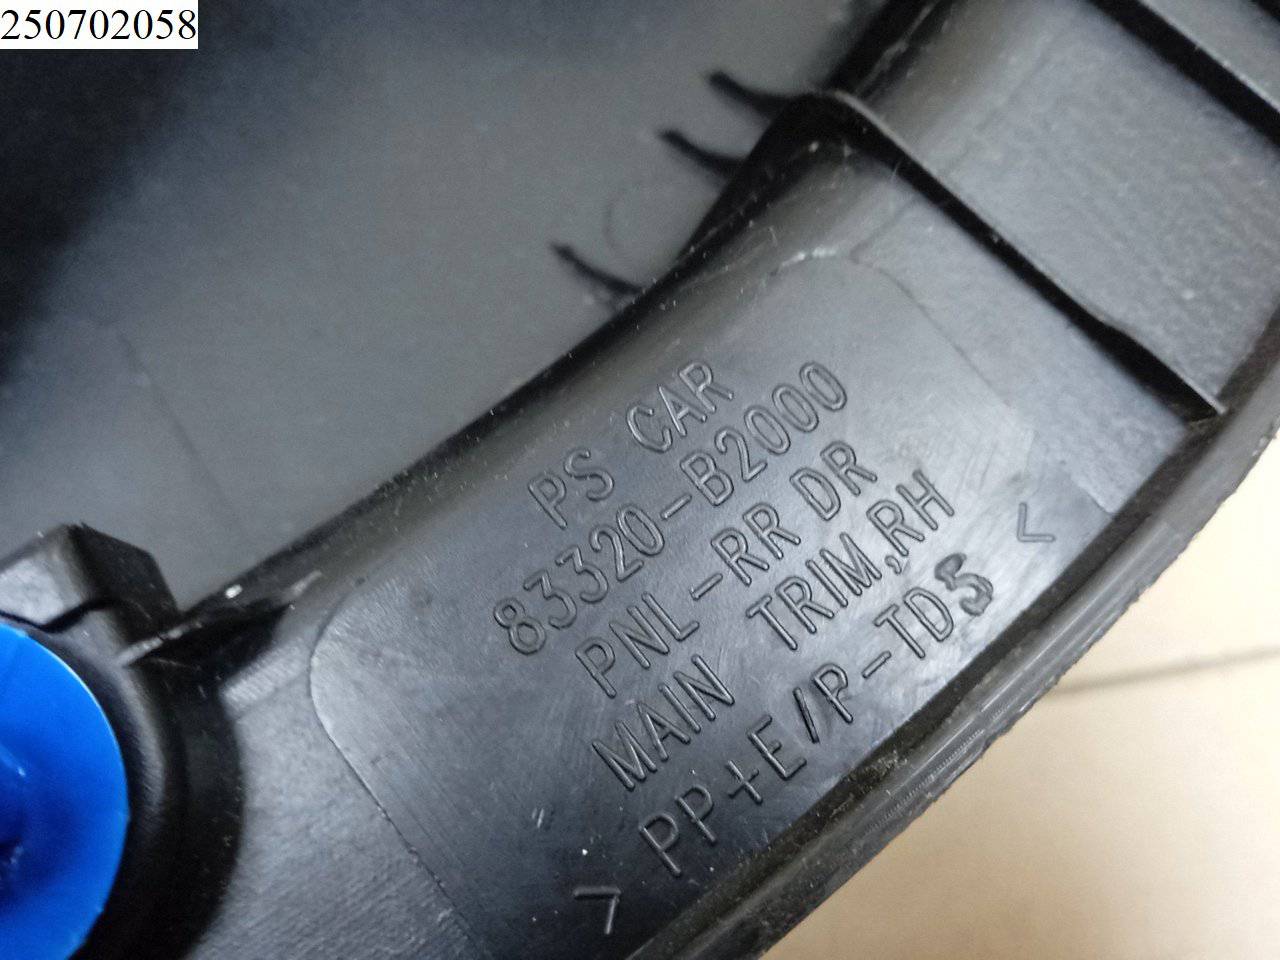 250702058
PS CAR
83320-B2000
PNL-RR DR
MAIN TRIM,RH
>PP+E/P-TD5<